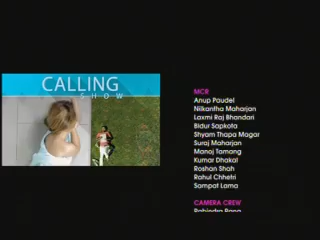 CALLING
SHOW
MCR
Anup Paudel
Nilkantha Maharjan
Laxmi Raj Bhandari
Bidur Sapkota
Shyam Thapa Magar
Suraj Maharjan
Manoj Tamang
Kumar Dhakal
Roshan Shah
Rahul Chhetri
Sampat Lama
CAMERA CREW